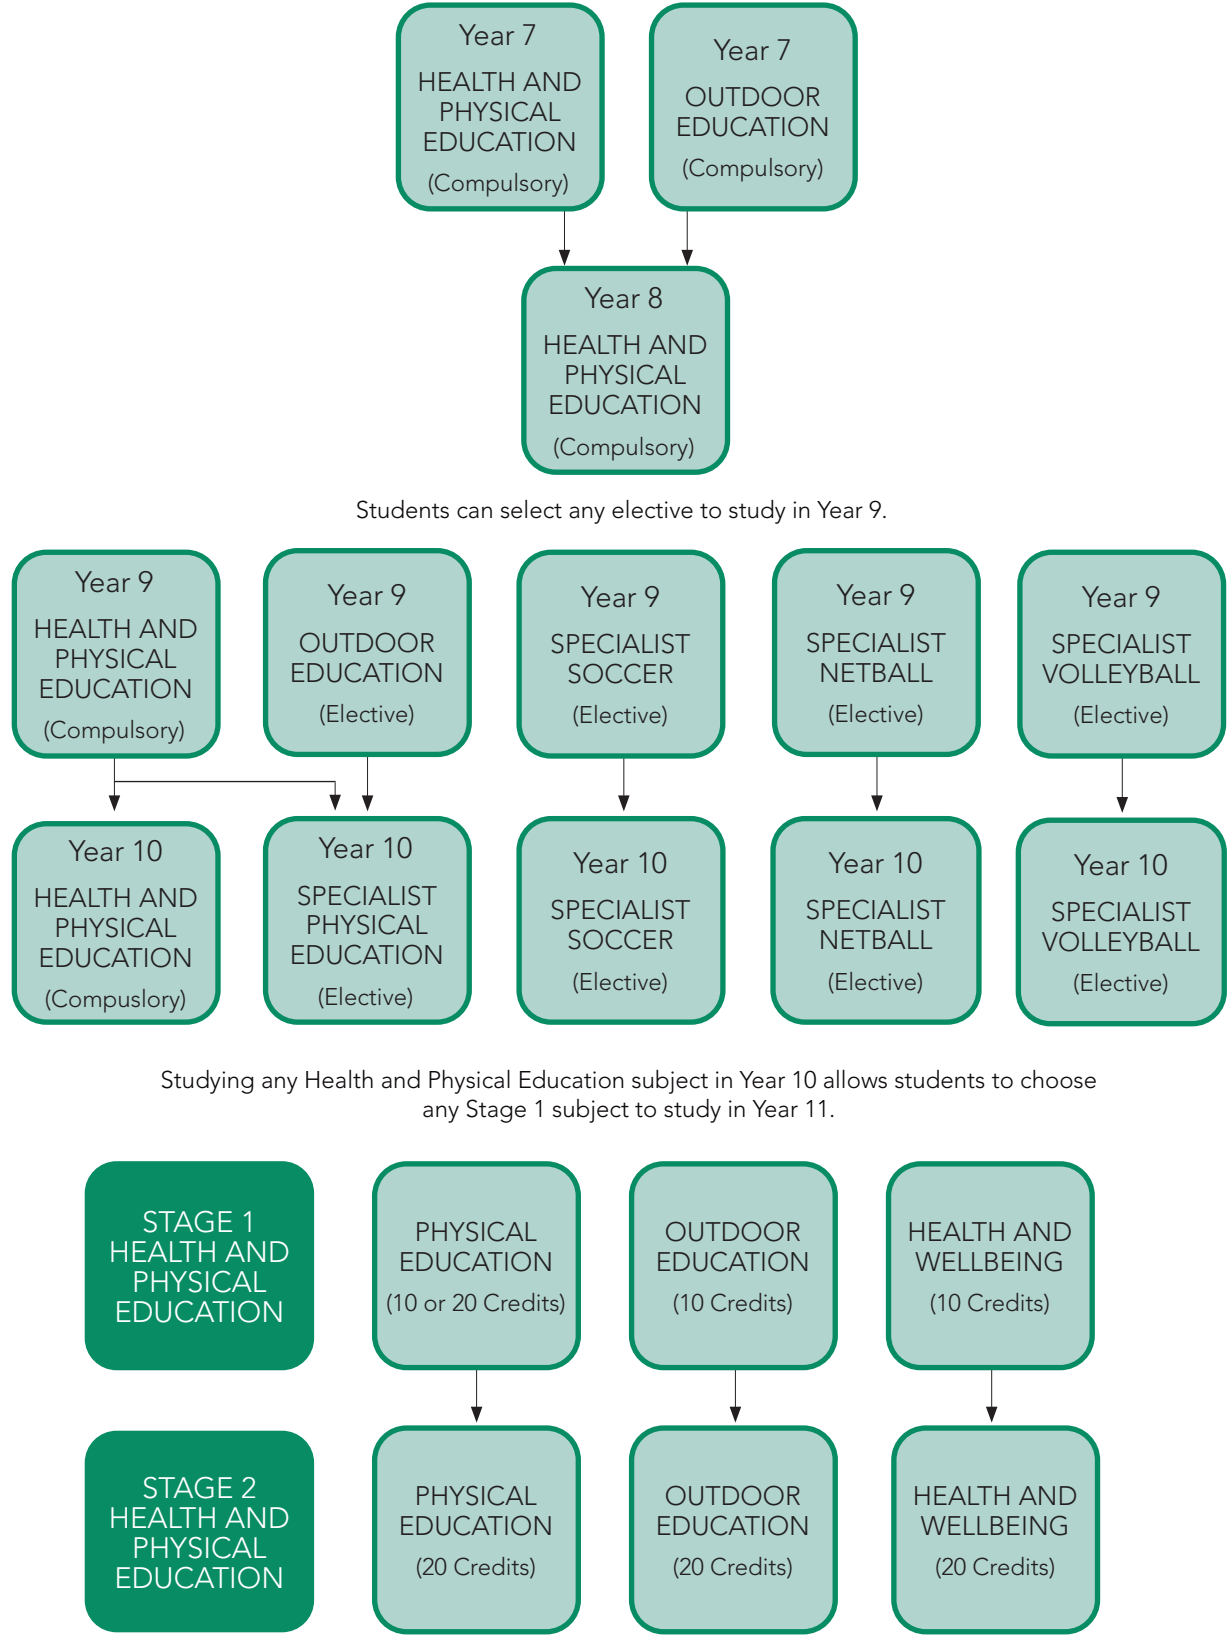 Year 7
HEALTH AND
PHYSICAL
EDUCATION
(Compulsory)
Year 7
OUTDOOR
EDUCATION
(Compulsory)
Year 8
HEALTH AND
PHYSICAL
EDUCATION
(Compulsory)
Students can select any elective to study in Year 9.
Year 9
HEALTH AND
PHYSICAL
EDUCATION
(Compulsory)
Year 9
OUTDOOR
EDUCATION
(Elective)
Year 9
SPECIALIST
SOCCER
(Elective)
Year 9
SPECIALIST
NETBALL
(Elective)
Year 9
SPECIALIST
VOLLEYBALL
(Elective)
Year 10
HEALTH AND
PHYSICAL
EDUCATION
(Compuslory)
Year 10
SPECIALIST
PHYSICAL
EDUCATION
(Elective)
Year 10
SPECIALIST
SOCCER
(Elective)
Year 10
SPECIALIST
NETBALL
(Elective)
Year 10
SPECIALIST
VOLLEYBALL
(Elective)
Studying any Health and Physical Education subject in Year 10 allows students to choose
any Stage 1 subject to study in Year 11.
STAGE 1
HEALTH AND
PHYSICAL
EDUCATION
PHYSICAL
EDUCATION
(10 or 20 Credits)
OUTDOOR
EDUCATION
(10 Credits)
HEALTH AND
WELLBEING
(10 Credits)
STAGE 2
HEALTH AND
PHYSICAL
EDUCATION
PHYSICAL
EDUCATION
(20 Credits)
OUTDOOR
EDUCATION
(20 Credits)
HEALTH AND
WELLBEING
(20 Credits)